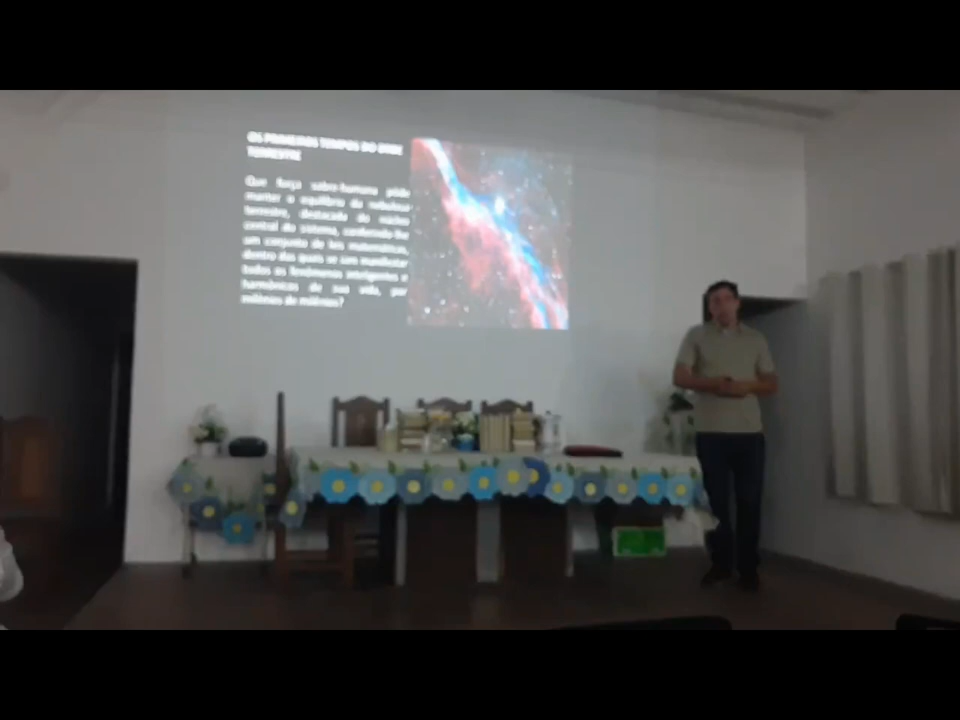 OS PRIMEIROS TEMPOS DO ORBE
TERRESTRE
Que força sobre-humana pôde
manter o equilíbrio da nebulosa
terrestre, destacada do núcleo
central do sistema, conferindo-lhe
um conjunto de leis matemáticas,
dentro das quais se iam manifestar
todos os fenômenos inteligentes e
harmônicos de sua vida, por
milênios de milênios?